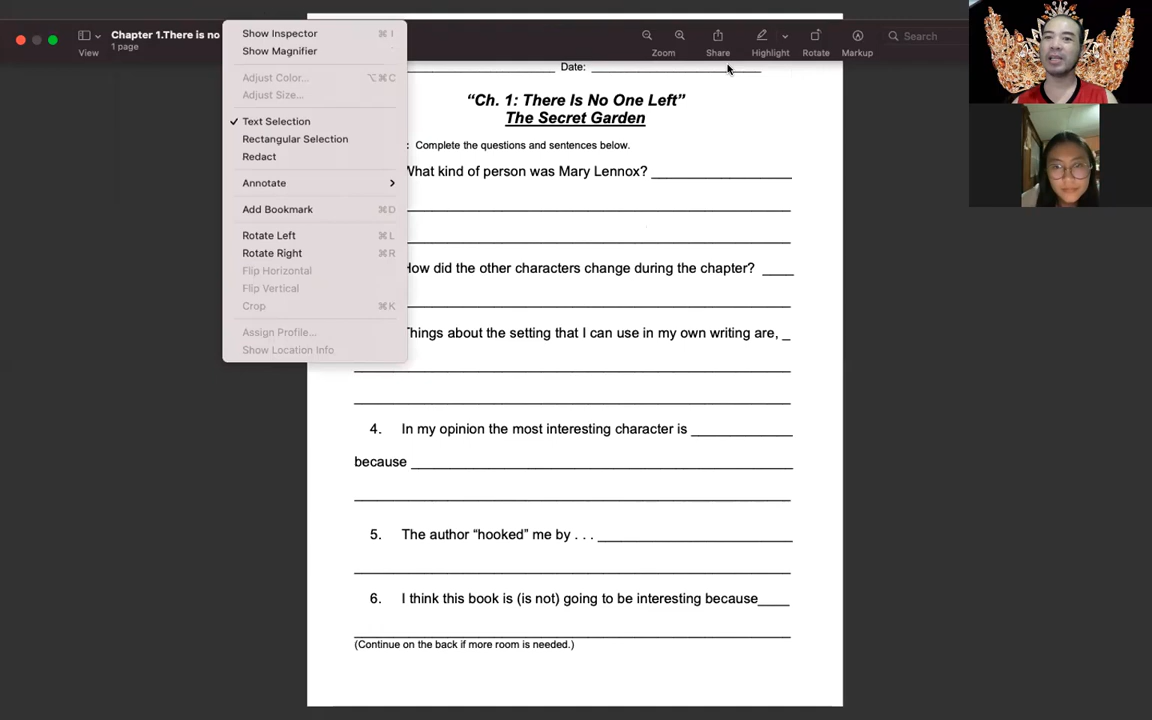 Chapter 1.There is no
1 page
View
Show Inspector ⌘ I
Show Magnifier
Adjust Color... ⌥⌘C
Adjust Size...
✓ Text Selection
Rectangular Selection
Redact
Annotate
Add Bookmark ⌘D
Rotate Left ⌘L
Rotate Right ⌘R
Flip Horizontal
Flip Vertical
Crop ⌘K
Assign Profile...
Show Location Info
Zoom
Share
Highlight
Rotate
Markup
Search
Date:
“Ch. 1: There Is No One Left”
The Secret Garden
: Complete the questions and sentences below.
What kind of person was Mary Lennox?
How did the other characters change during the chapter?
Things about the setting that I can use in my own writing are,
4. In my opinion the most interesting character is
because
5. The author “hooked” me by . . .
6. I think this book is (is not) going to be interesting because
(Continue on the back if more room is needed.)